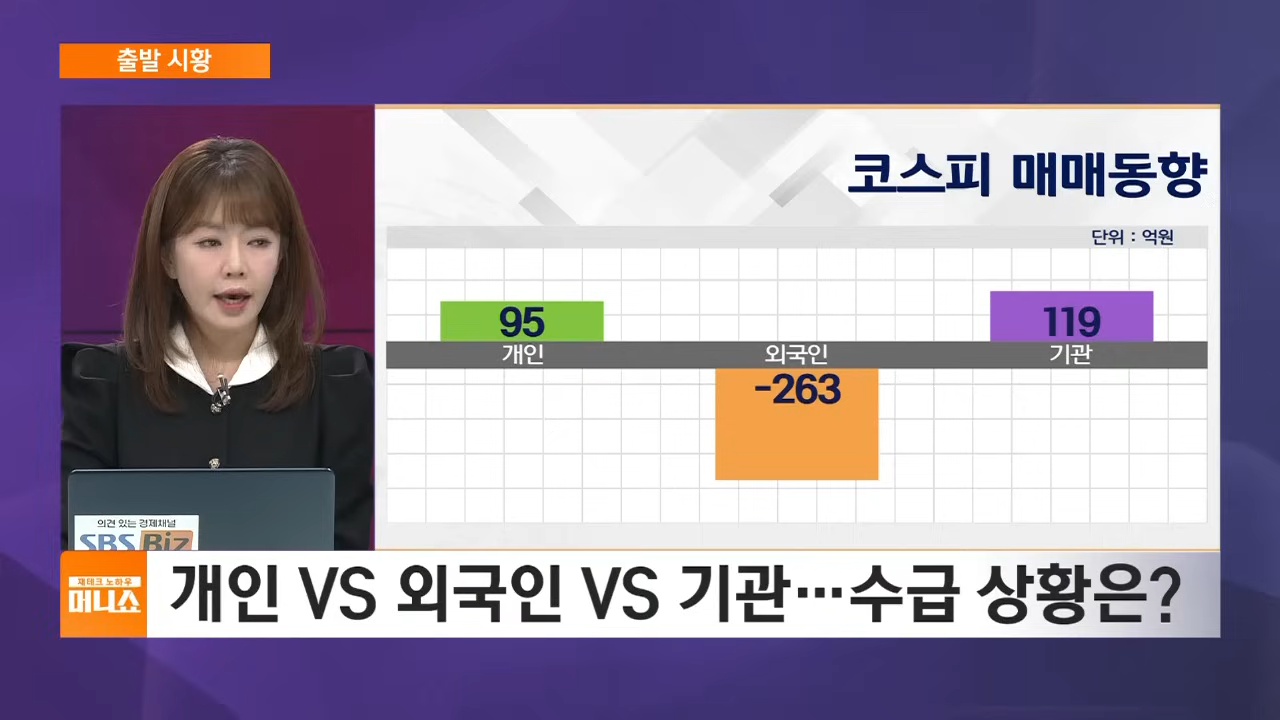 출발 시황
코스피 매매동향
단위 : 억원
95
119
개인
외국인
기관
-263
의견 있는 경제채널
SBS Biz
재테크 노하우
머니쇼
개인 VS 외국인 VS 기관…수급 상황은?